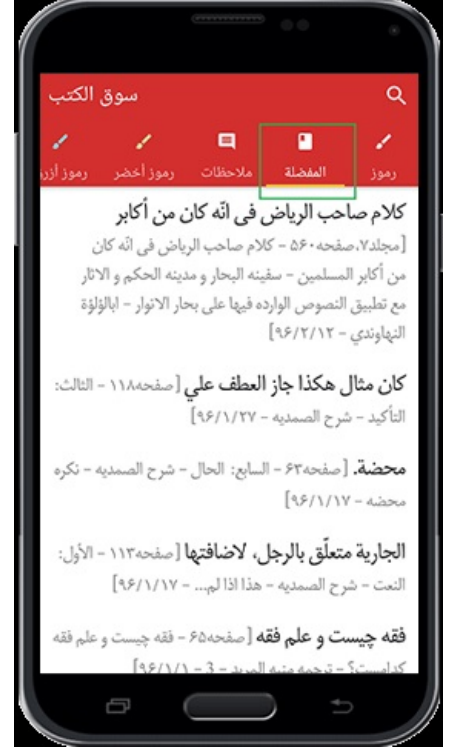 سوق الكتب
رموز
المفضلة
ملاحظات
رموز أخضر
رموز أزر
كلام صاحب الرياض فى انّه كان من أكابر
[مجلد۷،صفحه۵۶۰ - كلام صاحب الرياض فى انّه كان
من أكابر المسلمين - سفينه البحار و مدينه الحكم و الاثار
مع تطبيق النصوص الوارده فيها على بحار الانوار - ابالؤلؤة
النهاوندي - ۹۶/۲/۱۲]
كان مثال هكذا جاز العطف علي [صفحه۱۱۸ - الثالث:
التأكيد - شرح الصمديه - ۹۶/۱/۲۷]
محضة. [صفحه۶۳ - السابع: الحال - شرح الصمديه - نكره
محضه - ۹۶/۱/۱۷]
الجارية متعلّق بالرجل، لاضافتها [صفحه۱۱۳ - الأول:
النعت - شرح الصمديه - هذا اذا لم... - ۹۶/۱/۱۷]
فقه چیست و علم فقه [صفحه۶۵ - فقه چیست و علم فقه
کدامست؟ - ترجمه منيه المريد - 3 - ۹۶/۱/۱]